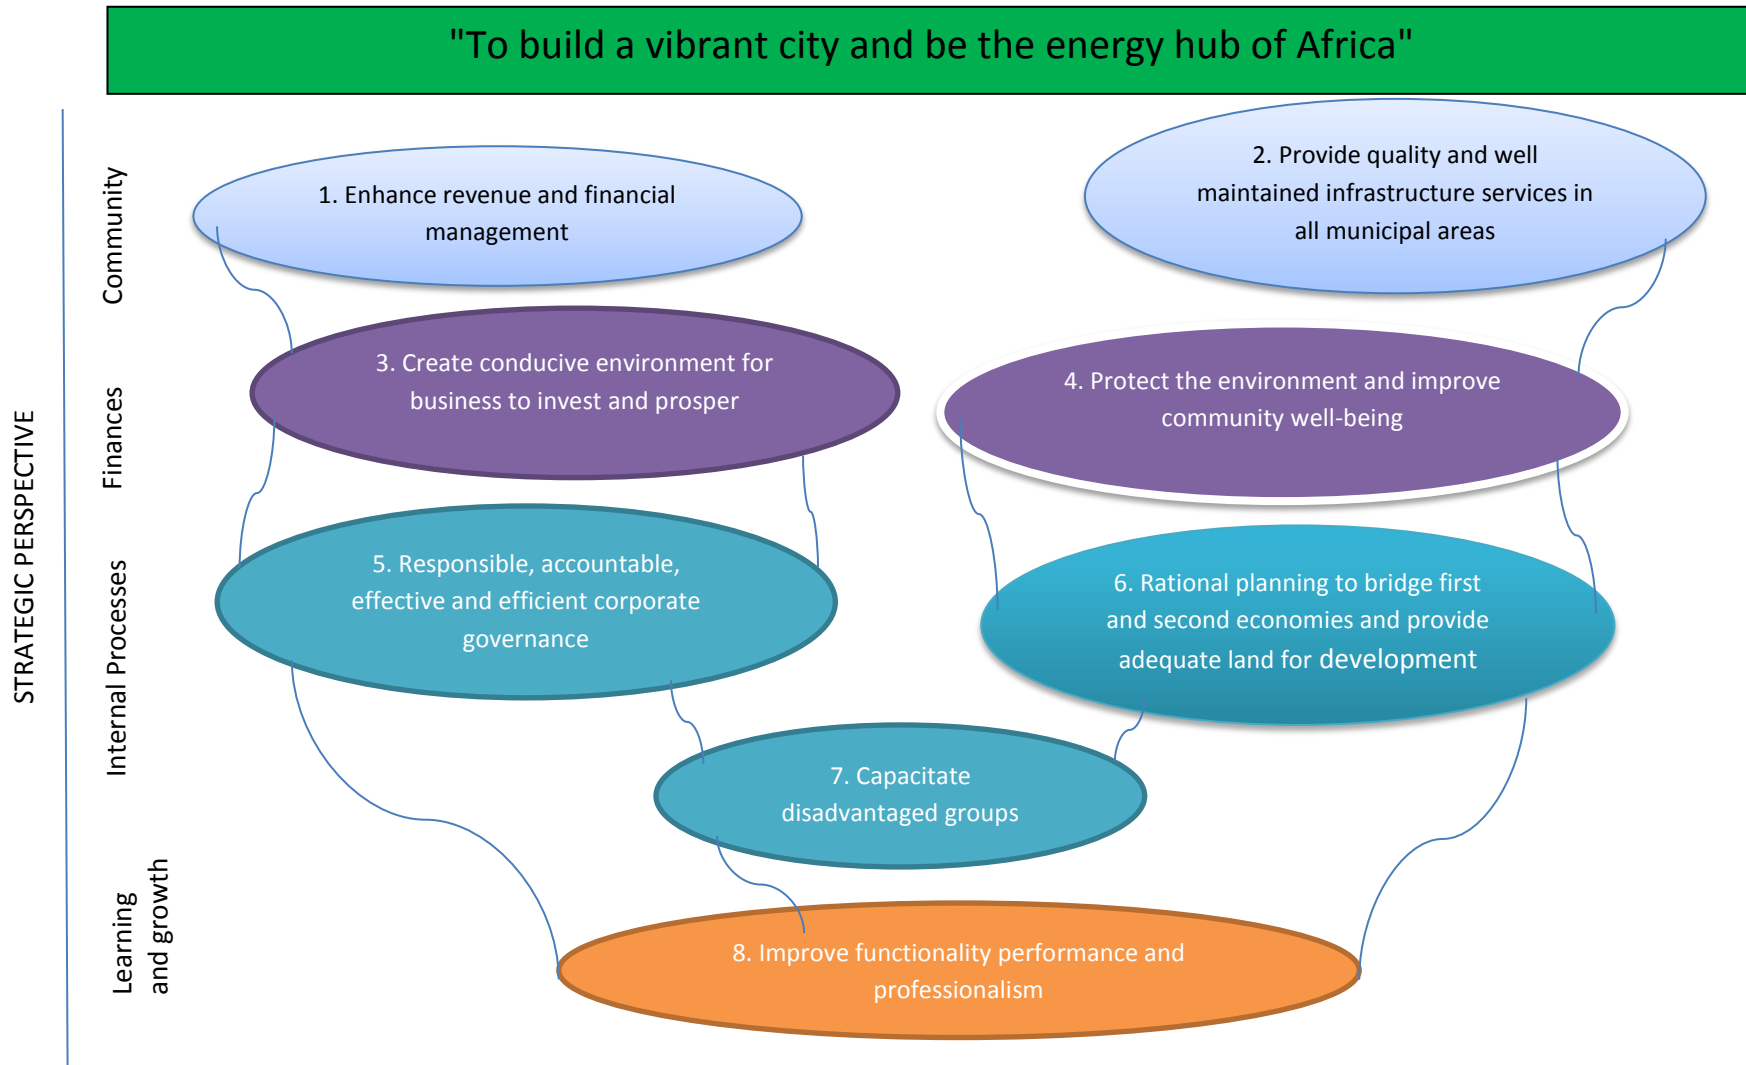 "To build a vibrant city and be the energy hub of Africa"
STRATEGIC PERSPECTIVE
Community
1. Enhance revenue and financial
management
2. Provide quality and well
maintained infrastructure services in
all municipal areas
Finances
3. Create conducive environment for
business to invest and prosper
4. Protect the environment and improve
community well-being
Internal Processes
5. Responsible, accountable,
effective and efficient corporate
governance
6. Rational planning to bridge first
and second economies and provide
adequate land for development
7. Capacitate
disadvantaged groups
Learning
and growth
8. Improve functionality performance and
professionalism